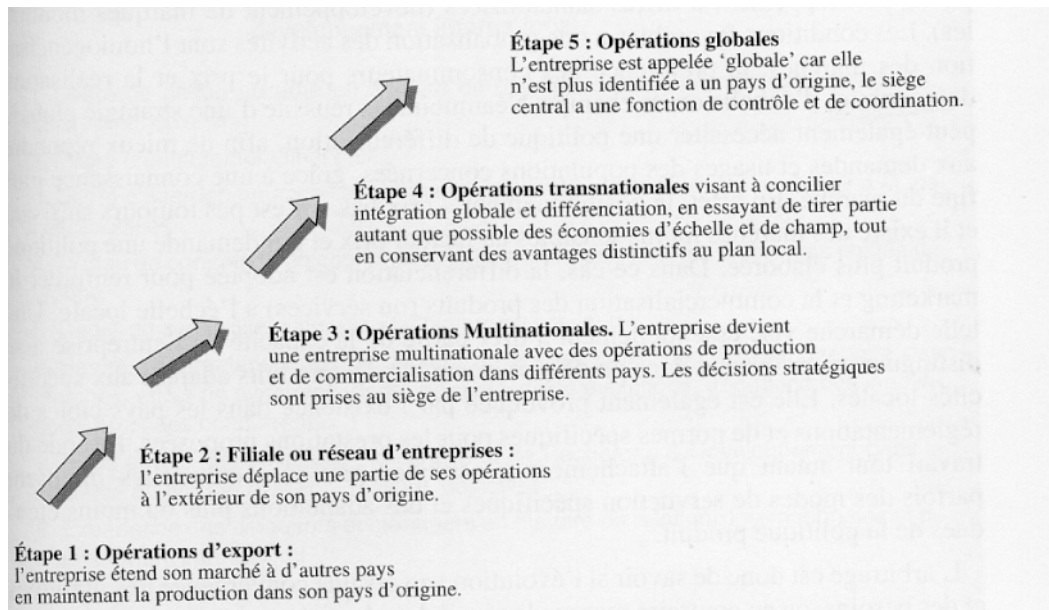 Étape 5 : Opérations globales
L'entreprise est appelée 'globale' car elle
n'est plus identifiée a un pays d'origine, le siège
central a une fonction de contrôle et de coordination.
Étape 4 : Opérations transnationales visant à concilier
intégration globale et différenciation, en essayant de tirer partie
autant que possible des économies d'échelle et de champ, tout
en conservant des avantages distinctifs au plan local.
Étape 3 : Opérations Multinationales. L'entreprise devient
une entreprise multinationale avec des opérations de production
et de commercialisation dans différents pays. Les décisions stratégiques
sont prises au siège de l'entreprise.
Étape 2 : Filiale ou réseau d'entreprises :
l'entreprise déplace une partie de ses opérations
à l'extérieur de son pays d'origine.
Étape 1 : Opérations d'export :
l'entreprise étend son marché à d'autres pays
en maintenant la production dans son pays d'origine.